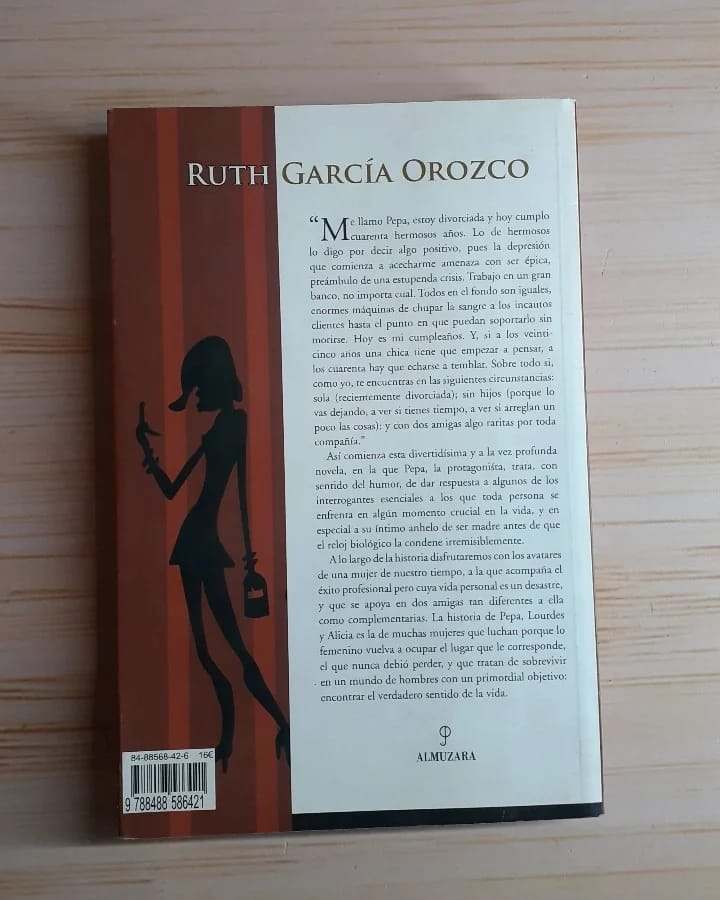 RUTH GARCÍA OROZCO
“Me llamo Pepa, estoy divorciada y hoy cumplo
cuarenta hermosos años. Lo de hermosos
lo digo por decir algo positivo, pues la depresión
que comienza a acecharme amenaza con ser épica,
preámbulo de una estupenda crisis. Trabajo en un gran
banco, no importa cual. Todos en el fondo son iguales,
enormes máquinas de chupar la sangre a los incautos
clientes hasta el punto en que puedan soportarlo sin
morirse. Hoy es mi cumpleaños. Y, si a los veinti-
cinco años una chica tiene que empezar a pensar, a
los cuarenta hay que echarse a temblar. Sobre todo si,
como yo, te encuentras en las siguientes circunstancias:
sola (recientemente divorciada); sin hijos (porque lo
vas dejando, a ver si tienes tiempo, a ver si arreglan un
poco las cosas); y con dos amigas algo raritas por toda
compañía.”
Así comienza esta divertidísima y a la vez profunda
novela, en la que Pepa, la protagonista, trata, con
sentido del humor, de dar respuesta a algunos de los
interrogantes esenciales a los que toda persona se
enfrenta en algún momento crucial en la vida, y en
especial a su íntimo anhelo de ser madre antes de que
el reloj biológico la condene irremisiblemente.
A lo largo de la historia disfrutaremos con los avatares
de una mujer de nuestro tiempo, a la que acompaña el
éxito profesional pero cuya vida personal es un desastre,
y que se apoya en dos amigas tan diferentes a ella
como complementarias. La historia de Pepa, Lourdes
y Alicia es la de muchas mujeres que luchan porque lo
femenino vuelva a ocupar el lugar que le corresponde,
el que nunca debió perder, y que tratan de sobrevivir
en un mundo de hombres con un primordial objetivo:
encontrar el verdadero sentido de la vida.
ALMUZARA
84-88568-42-6 16€
9 788488 586421